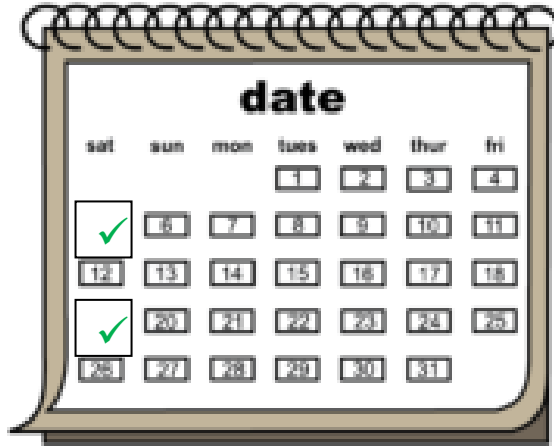 date
sat sun mon tues wed thur fri
1 2 3 4
6 7 8 9 10 11
12 13 14 15 16 17 18
20 21 22 23 24 25
26 27 28 29 30 31